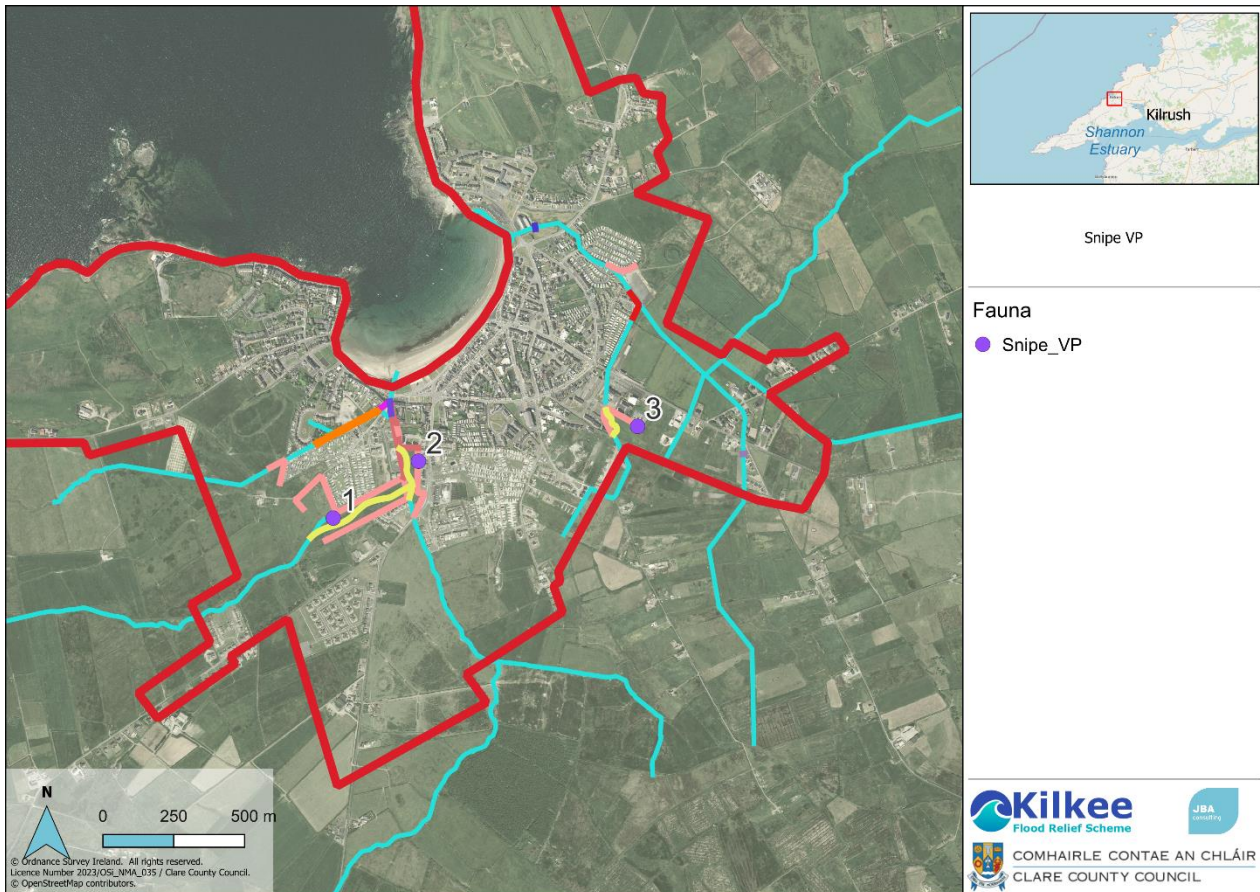 2
3
1
N
0 250 500 m
© Ordnance Survey Ireland. All rights reserved.
Licence Number 2023/OSi_NMA_035 / Clare County Council.
© OpenStreetMap contributors.
Kilrush
Shannon
Estuary
Snipe VP
Fauna
Snipe_VP
Kilkee
Flood Relief Scheme
JBA
consulting
COMHAIRLE CONTAE AN CHLÁIR
CLARE COUNTY COUNCIL